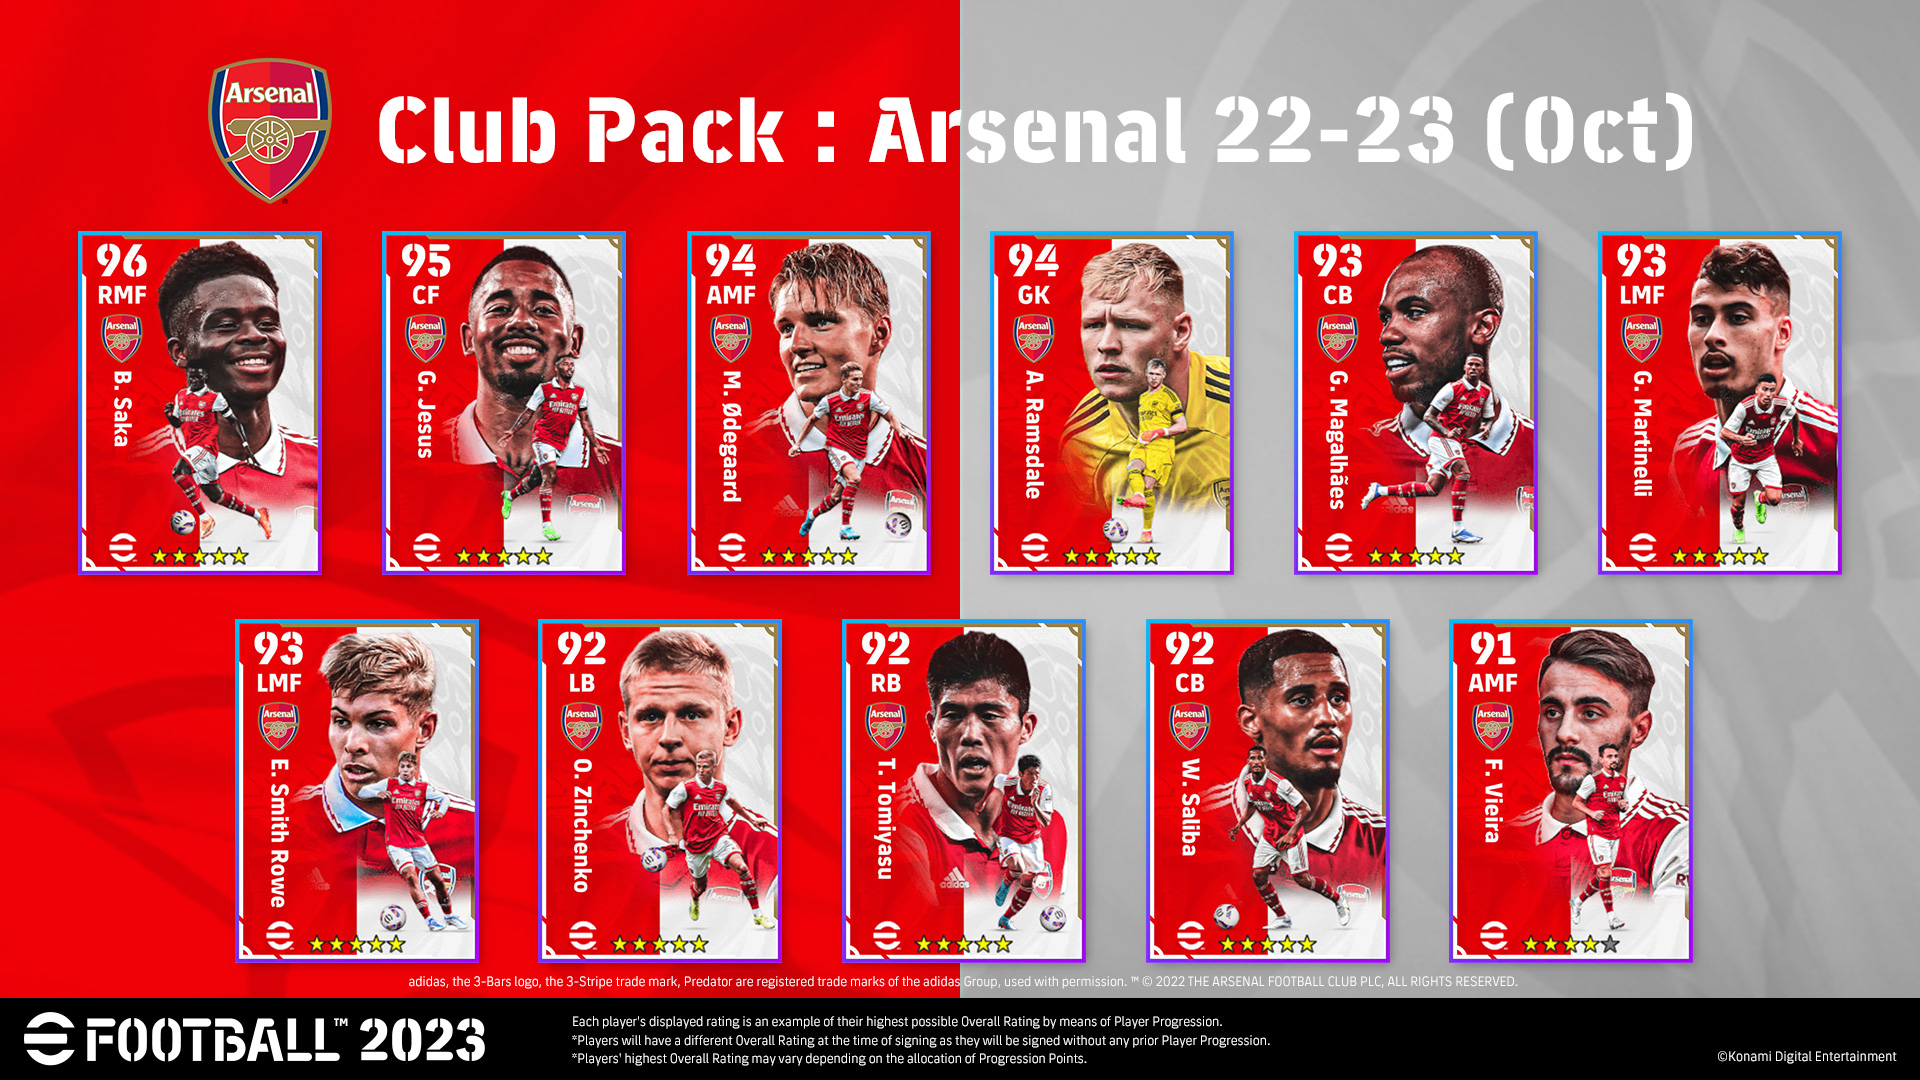 Arsenal
Club Pack : Arsenal 22-23 (Oct)
96
RMF
Arsenal
B. Saka
95
CF
Arsenal
G. Jesus
94
AMF
Arsenal
M. Ødegaard
94
GK
Arsenal
A. Ramsdale
93
CB
Arsenal
G. Magalhães
93
LMF
Arsenal
G. Martinelli
93
LMF
Arsenal
E. Smith Rowe
92
LB
Arsenal
O. Zinchenko
92
RB
Arsenal
T. Tomiyasu
adidas
92
CB
Arsenal
W. Saliba
91
AMF
Arsenal
F. Vieira
adidas, the 3-Bars logo, the 3-Stripe trade mark, Predator are registered trade marks of the adidas Group, used with permission. ™ © 2022 THE ARSENAL FOOTBALL CLUB PLC, ALL RIGHTS RESERVED.
FOOTBALL™ 2023
Each player's displayed rating is an example of their highest possible Overall Rating by means of Player Progression.
*Players will have a different Overall Rating at the time of signing as they will be signed without any prior Player Progression.
*Players' highest Overall Rating may vary depending on the allocation of Progression Points.
©Konami Digital Entertainment